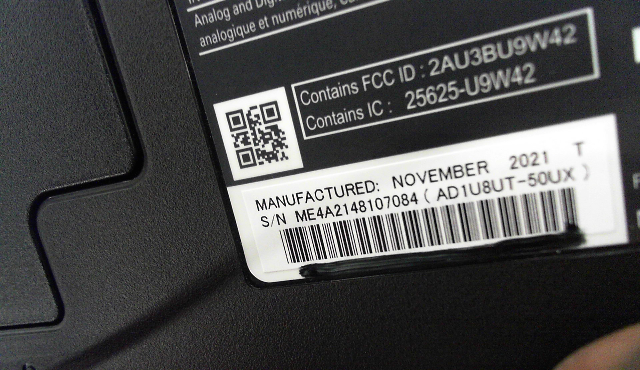 Analog and Digi
analogique et numérique, Co
Contains FCC ID : 2AU3BU9W42
Contains IC : 25625-U9W42
MANUFACTURED: NOVEMBER 2021 T
S/N ME4A2148107084 ( AD1U8UT-50UX )